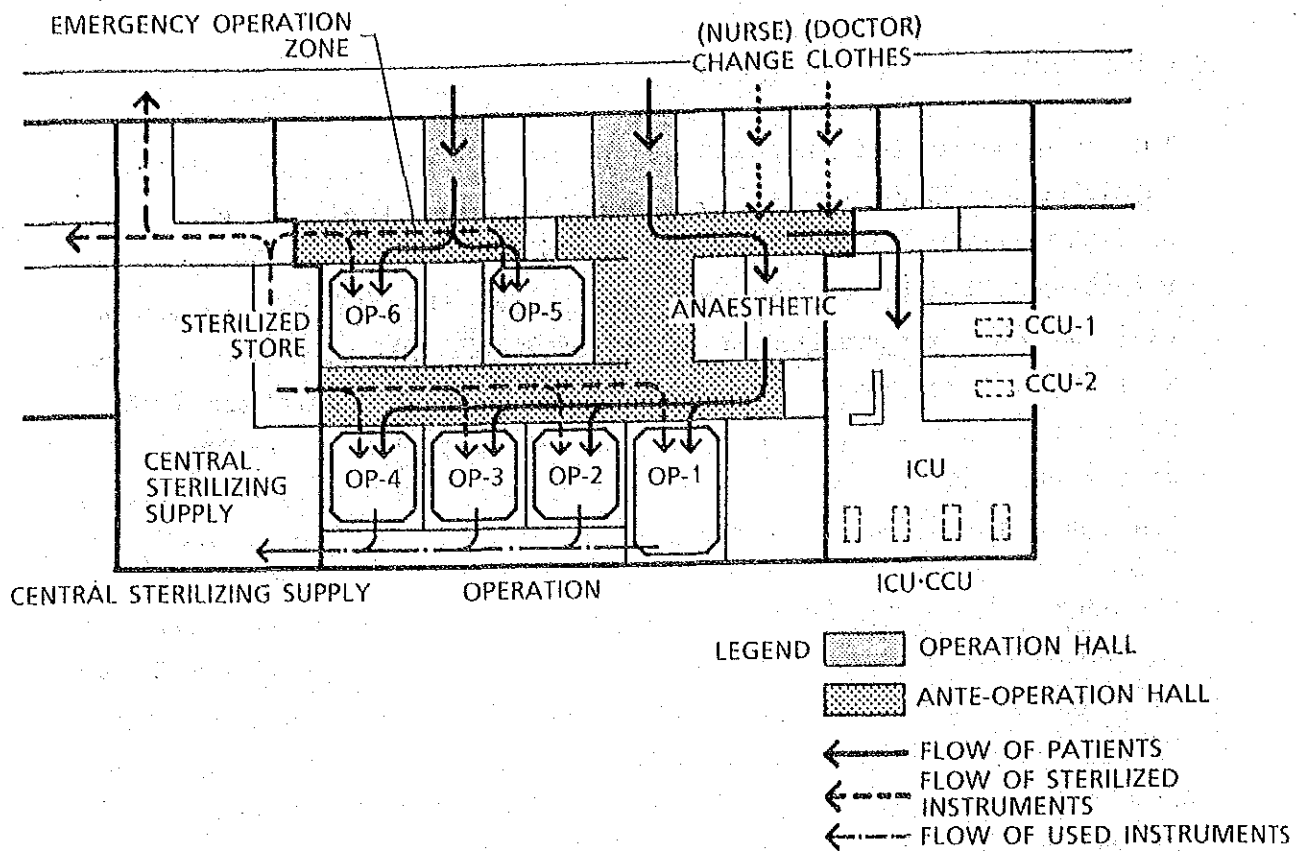 EMERGENCY OPERATION
ZONE
(NURSE) (DOCTOR)
CHANGE CLOTHES
STERILIZED
STORE
OP-6
OP-5
ANAESTHETIC
CCU-1
CCU-2
CENTRAL
STERILIZING
SUPPLY
OP-4
OP-3
OP-2
OP-1
ICU
CENTRAL STERILIZING SUPPLY
OPERATION
ICU·CCU
LEGEND
OPERATION HALL
ANTE-OPERATION HALL
FLOW OF PATIENTS
FLOW OF STERILIZED
INSTRUMENTS
FLOW OF USED INSTRUMENTS